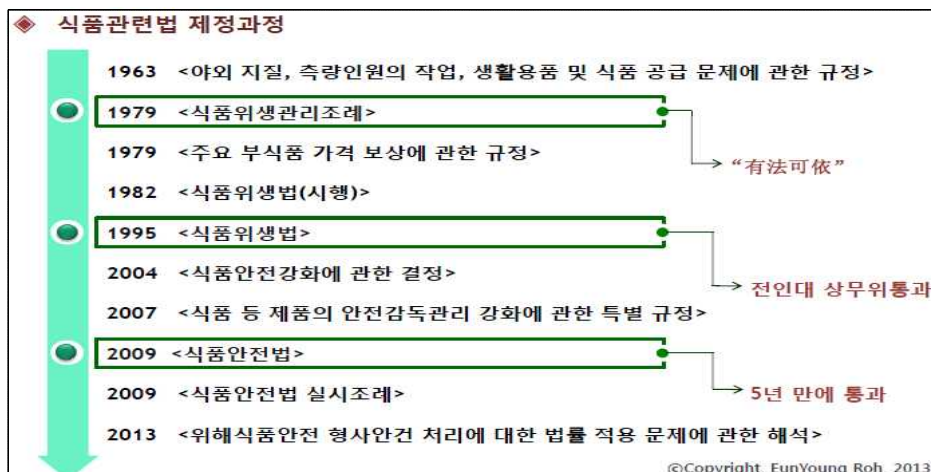 ◈ 식품관련법 제정과정
1963 <야외 지질, 측량인원의 작업, 생활용품 및 식품 공급 문제에 관한 규정>
1979 <식품위생관리조례>
1979 <주요 부식품 가격 보상에 관한 규정>
“有法可依”
1982 <식품위생법(시행)>
1995 <식품위생법>
2004 <식품안전강화에 관한 결정>
전인대 상무위통과
2007 <식품 등 제품의 안전감독관리 강화에 관한 특별 규정>
2009 <식품안전법>
2009 <식품안전법 실시조례>
5년 만에 통과
2013 <위해식품안전 형사안건 처리에 대한 법률 적용 문제에 관한 해석>
©Copyright EunYoung Roh 2013